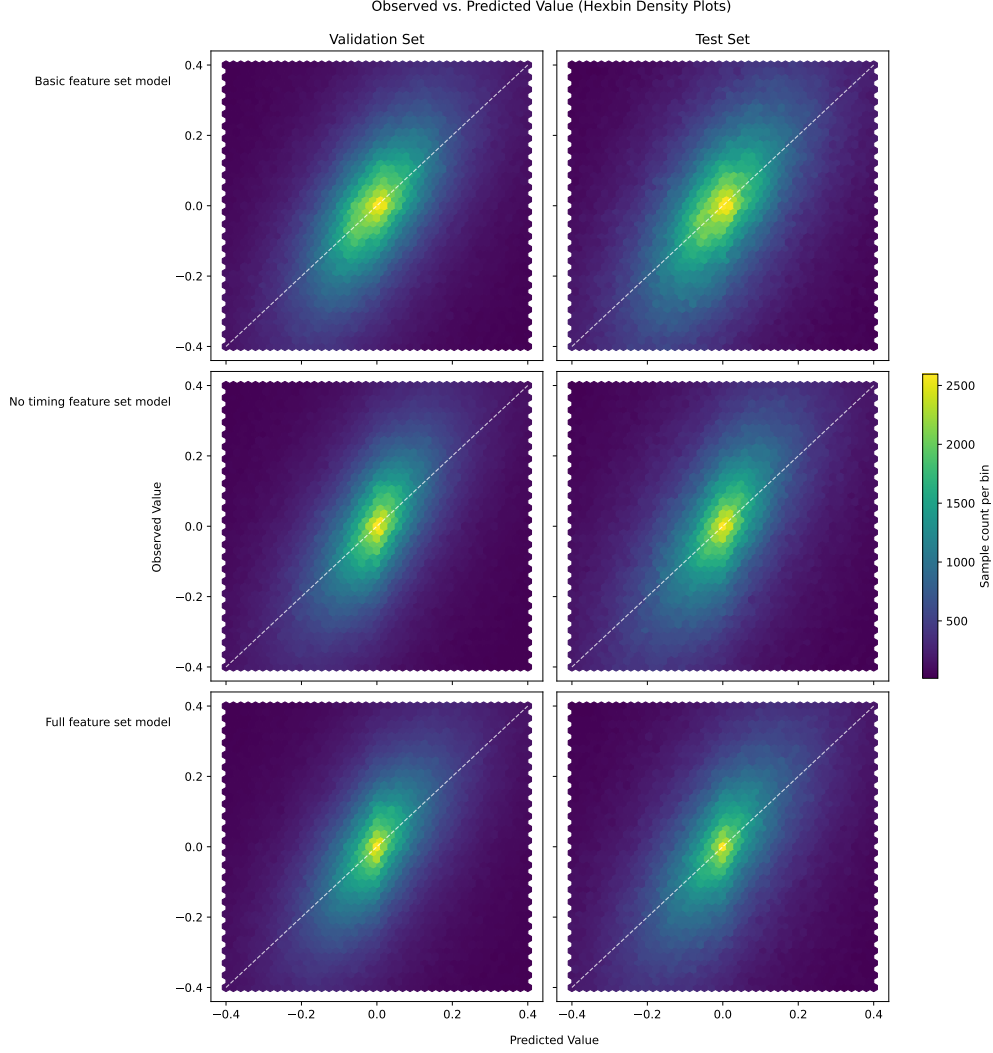 Observed vs. Predicted Value (Hexbin Density Plots)
Validation Set
Test Set
Basic feature set model
0.4
0.2
0.0
−0.2
−0.4
No timing feature set model
0.4
0.2
0.0
−0.2
−0.4
Observed Value
Full feature set model
0.4
0.2
0.0
−0.2
−0.4
−0.4 −0.2 0.0 0.2 0.4
−0.4 −0.2 0.0 0.2 0.4
Predicted Value
2500
2000
1500
1000
500
Sample count per bin